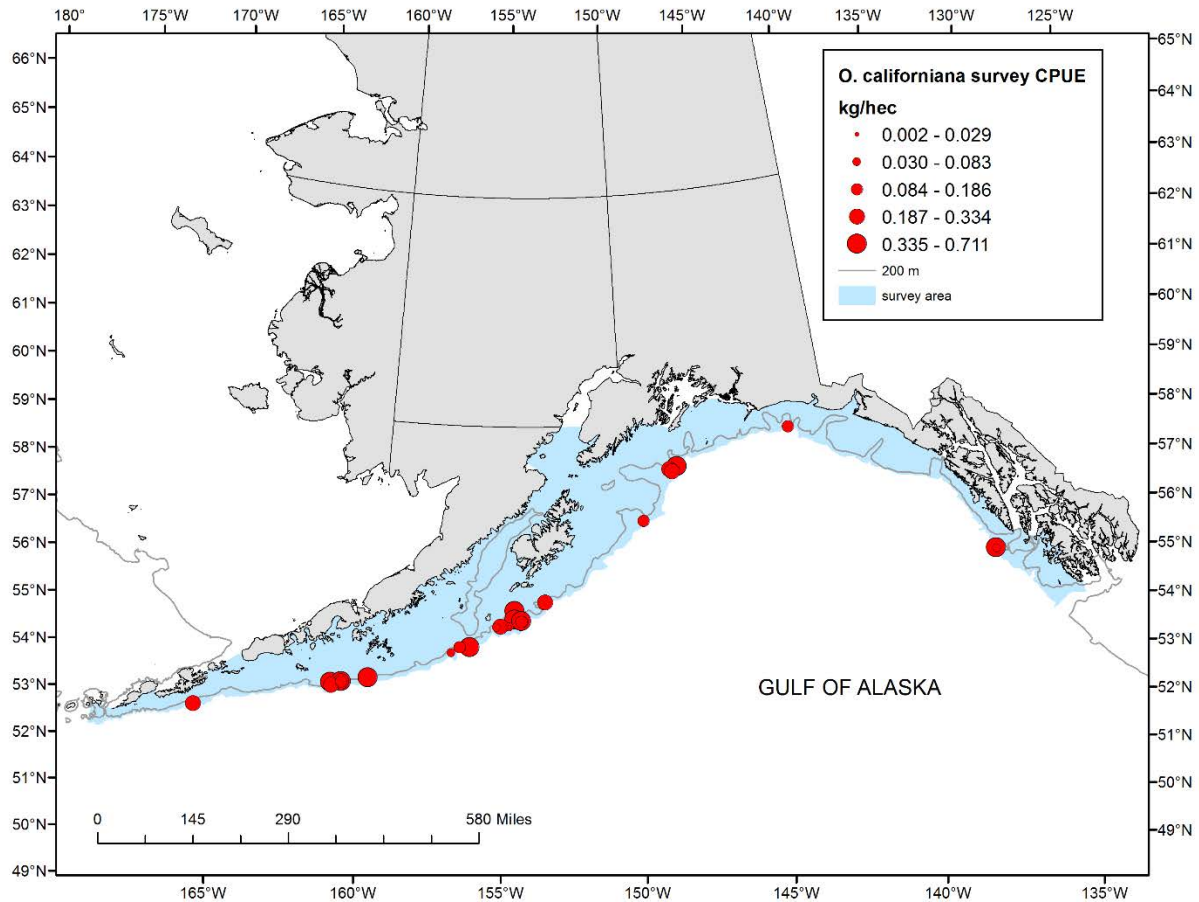 180° 175°W 170°W 165°W 160°W 155°W 150°W 145°W 140°W 135°W 130°W 125°W
66°N
65°N
64°N
63°N
62°N
61°N
60°N
59°N
58°N
57°N
56°N
55°N
54°N
53°N
52°N
51°N
50°N
49°N
O. californiana survey CPUE
kg/hec
0.002 - 0.029
0.030 - 0.083
0.084 - 0.186
0.187 - 0.334
0.335 - 0.711
200 m
survey area
65°N
64°N
63°N
62°N
61°N
60°N
59°N
58°N
57°N
56°N
55°N
54°N
53°N
52°N
51°N
50°N
49°N
GULF OF ALASKA
0 145 290 580 Miles
165°W 160°W 155°W 150°W 145°W 140°W 135°W